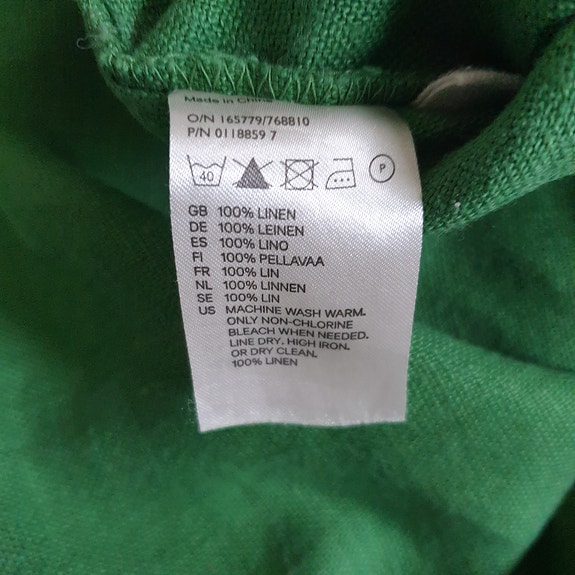 Made in China
O/N 165779/768810
P/N 0118859 7
40 P
GB 100% LINEN
DE 100% LEINEN
ES 100% LINO
FI 100% PELLAVAA
FR 100% LIN
NL 100% LINNEN
SE 100% LIN
US MACHINE WASH WARM.
ONLY NON-CHLORINE
BLEACH WHEN NEEDED.
LINE DRY. HIGH IRON.
OR DRY CLEAN.
100% LINEN